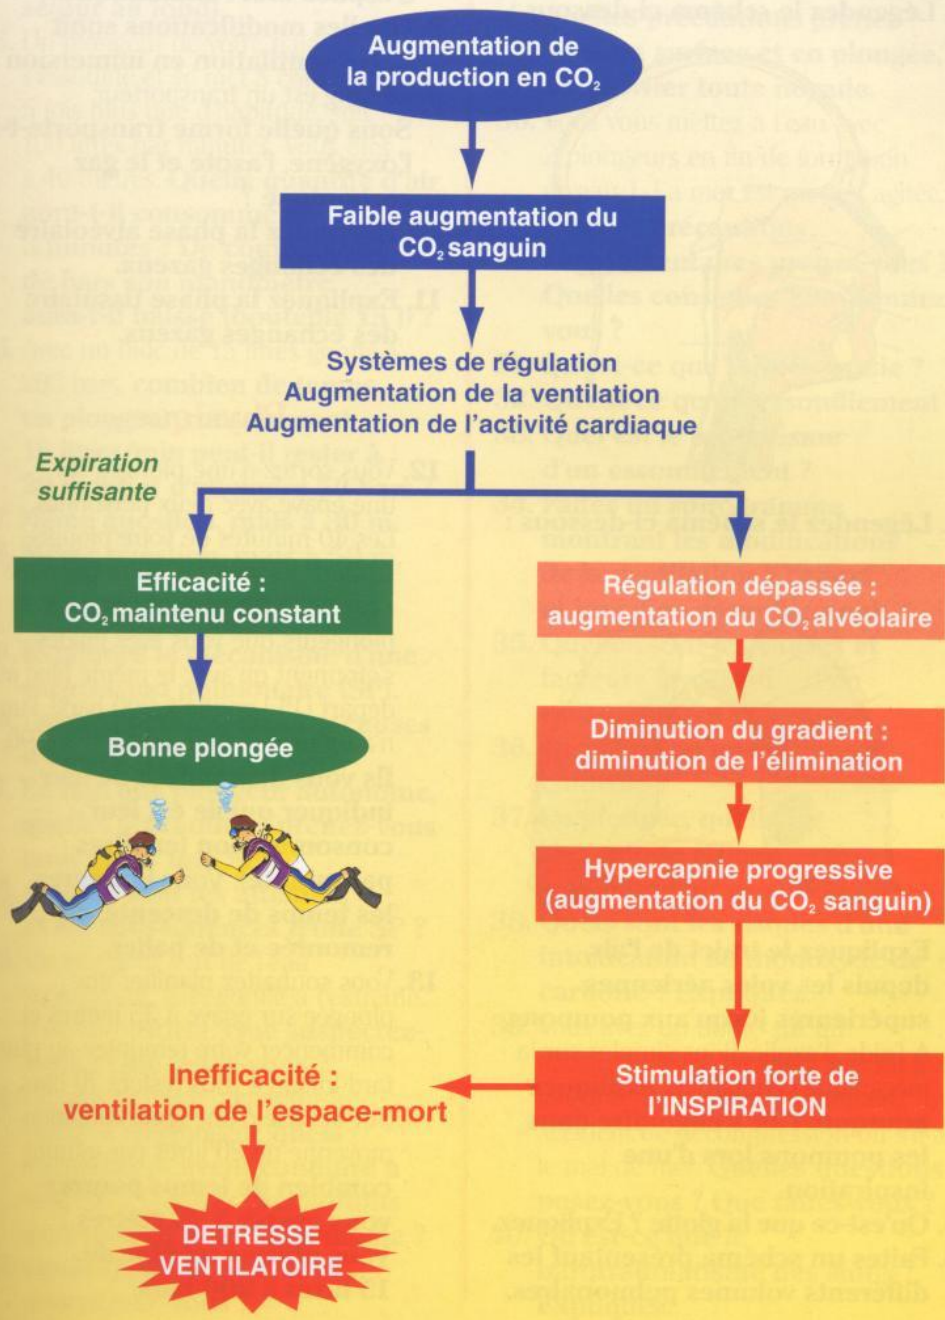 Augmentation de
la production en CO₂
Faible augmentation du
CO₂ sanguin
Systèmes de régulation
Augmentation de la ventilation
Augmentation de l'activité cardiaque
Expiration
suffisante
Efficacité :
CO₂ maintenu constant
Bonne plongée
Régulation dépassée :
augmentation du CO₂ alvéolaire
Diminution du gradient :
diminution de l'élimination
Hypercapnie progressive
(augmentation du CO₂ sanguin)
Stimulation forte de
l'INSPIRATION
Inefficacité :
ventilation de l'espace-mort
DETRESSE
VENTILATOIRE